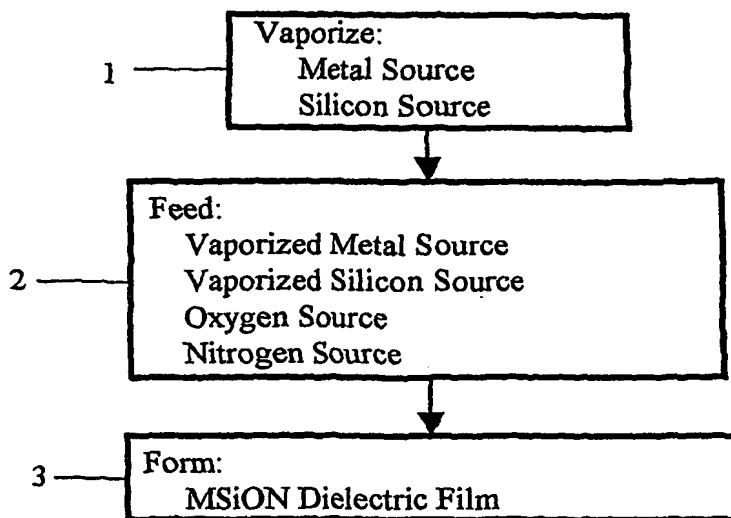 Vaporize:
1
Metal Source
Silicon Source
Feed:
Vaporized Metal Source
2
Vaporized Silicon Source
Oxygen Source
Nitrogen Source
Form:
3
MSiON Dielectric Film